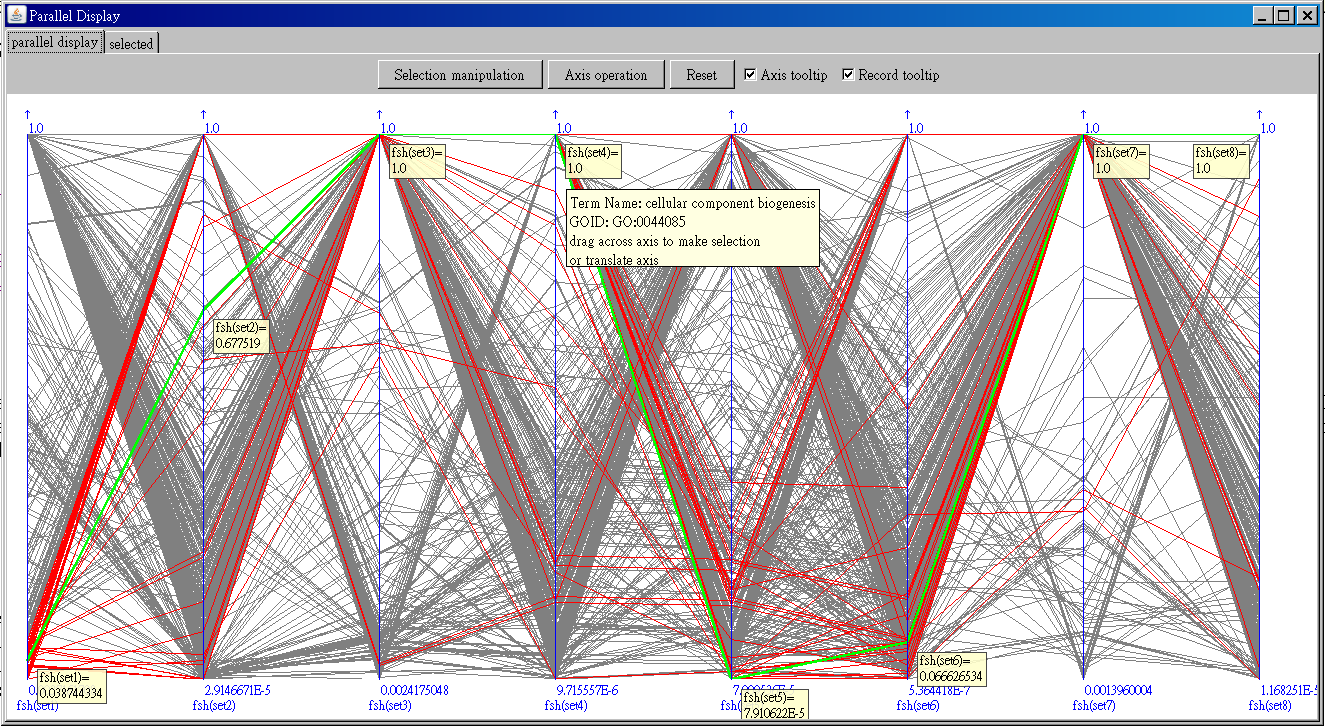 Parallel Display
parallel display
selected
Selection manipulation
Axis operation
Reset
Axis tooltip
Record tooltip
↑ ↑ ↑ ↑ ↑ ↑ ↑ ↑
1.0 1.0 1.0 1.0 1.0 1.0 1.0 1.0
fsh(set3)=
1.0
fsh(set4)=
1.0
fsh(set7)=
1.0
fsh(set8)=
1.0
Term Name: cellular component biogenesis
GOID: GO:0044085
drag across axis to make selection
or translate axis
fsh(set2)=
0.677519
fsh(set6)=
0.066626534
fsh(set1)=
0.038744334
fsh(set5)=
7.910622E-5
2.9146671E-5
0.0024175048
9.715557E-6
5.364418E-7
0.0013960004
1.168251E-5
fsh(set1)
fsh(set2)
fsh(set3)
fsh(set4)
fsh(set6)
fsh(set7)
fsh(set8)